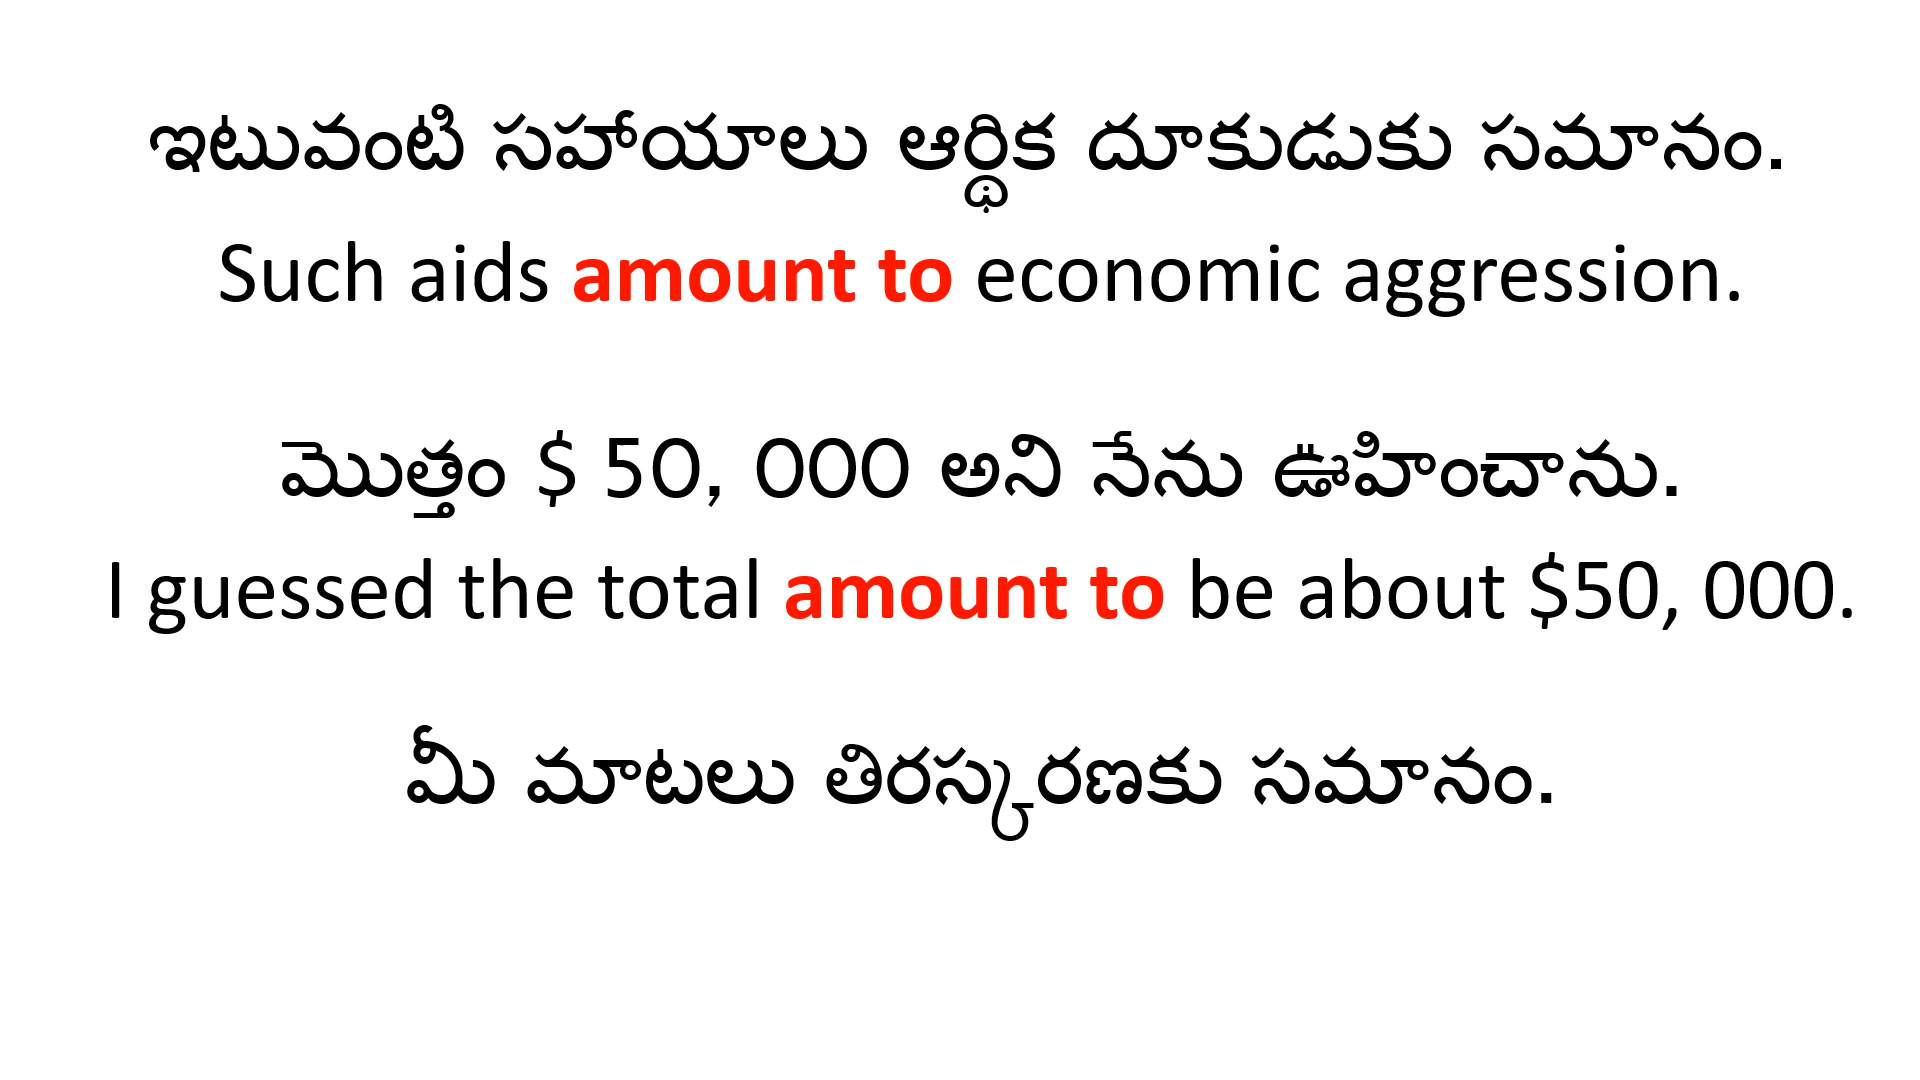 ఇటువంటి సహాయాలు ఆర్థిక దూకుడుకు సమానం.
Such aids amount to economic aggression.
మొత్తం $ 50, 000 అని నేను ఊహించాను.
I guessed the total amount to be about $50, 000.
మీ మాటలు తిరస్కరణకు సమానం.